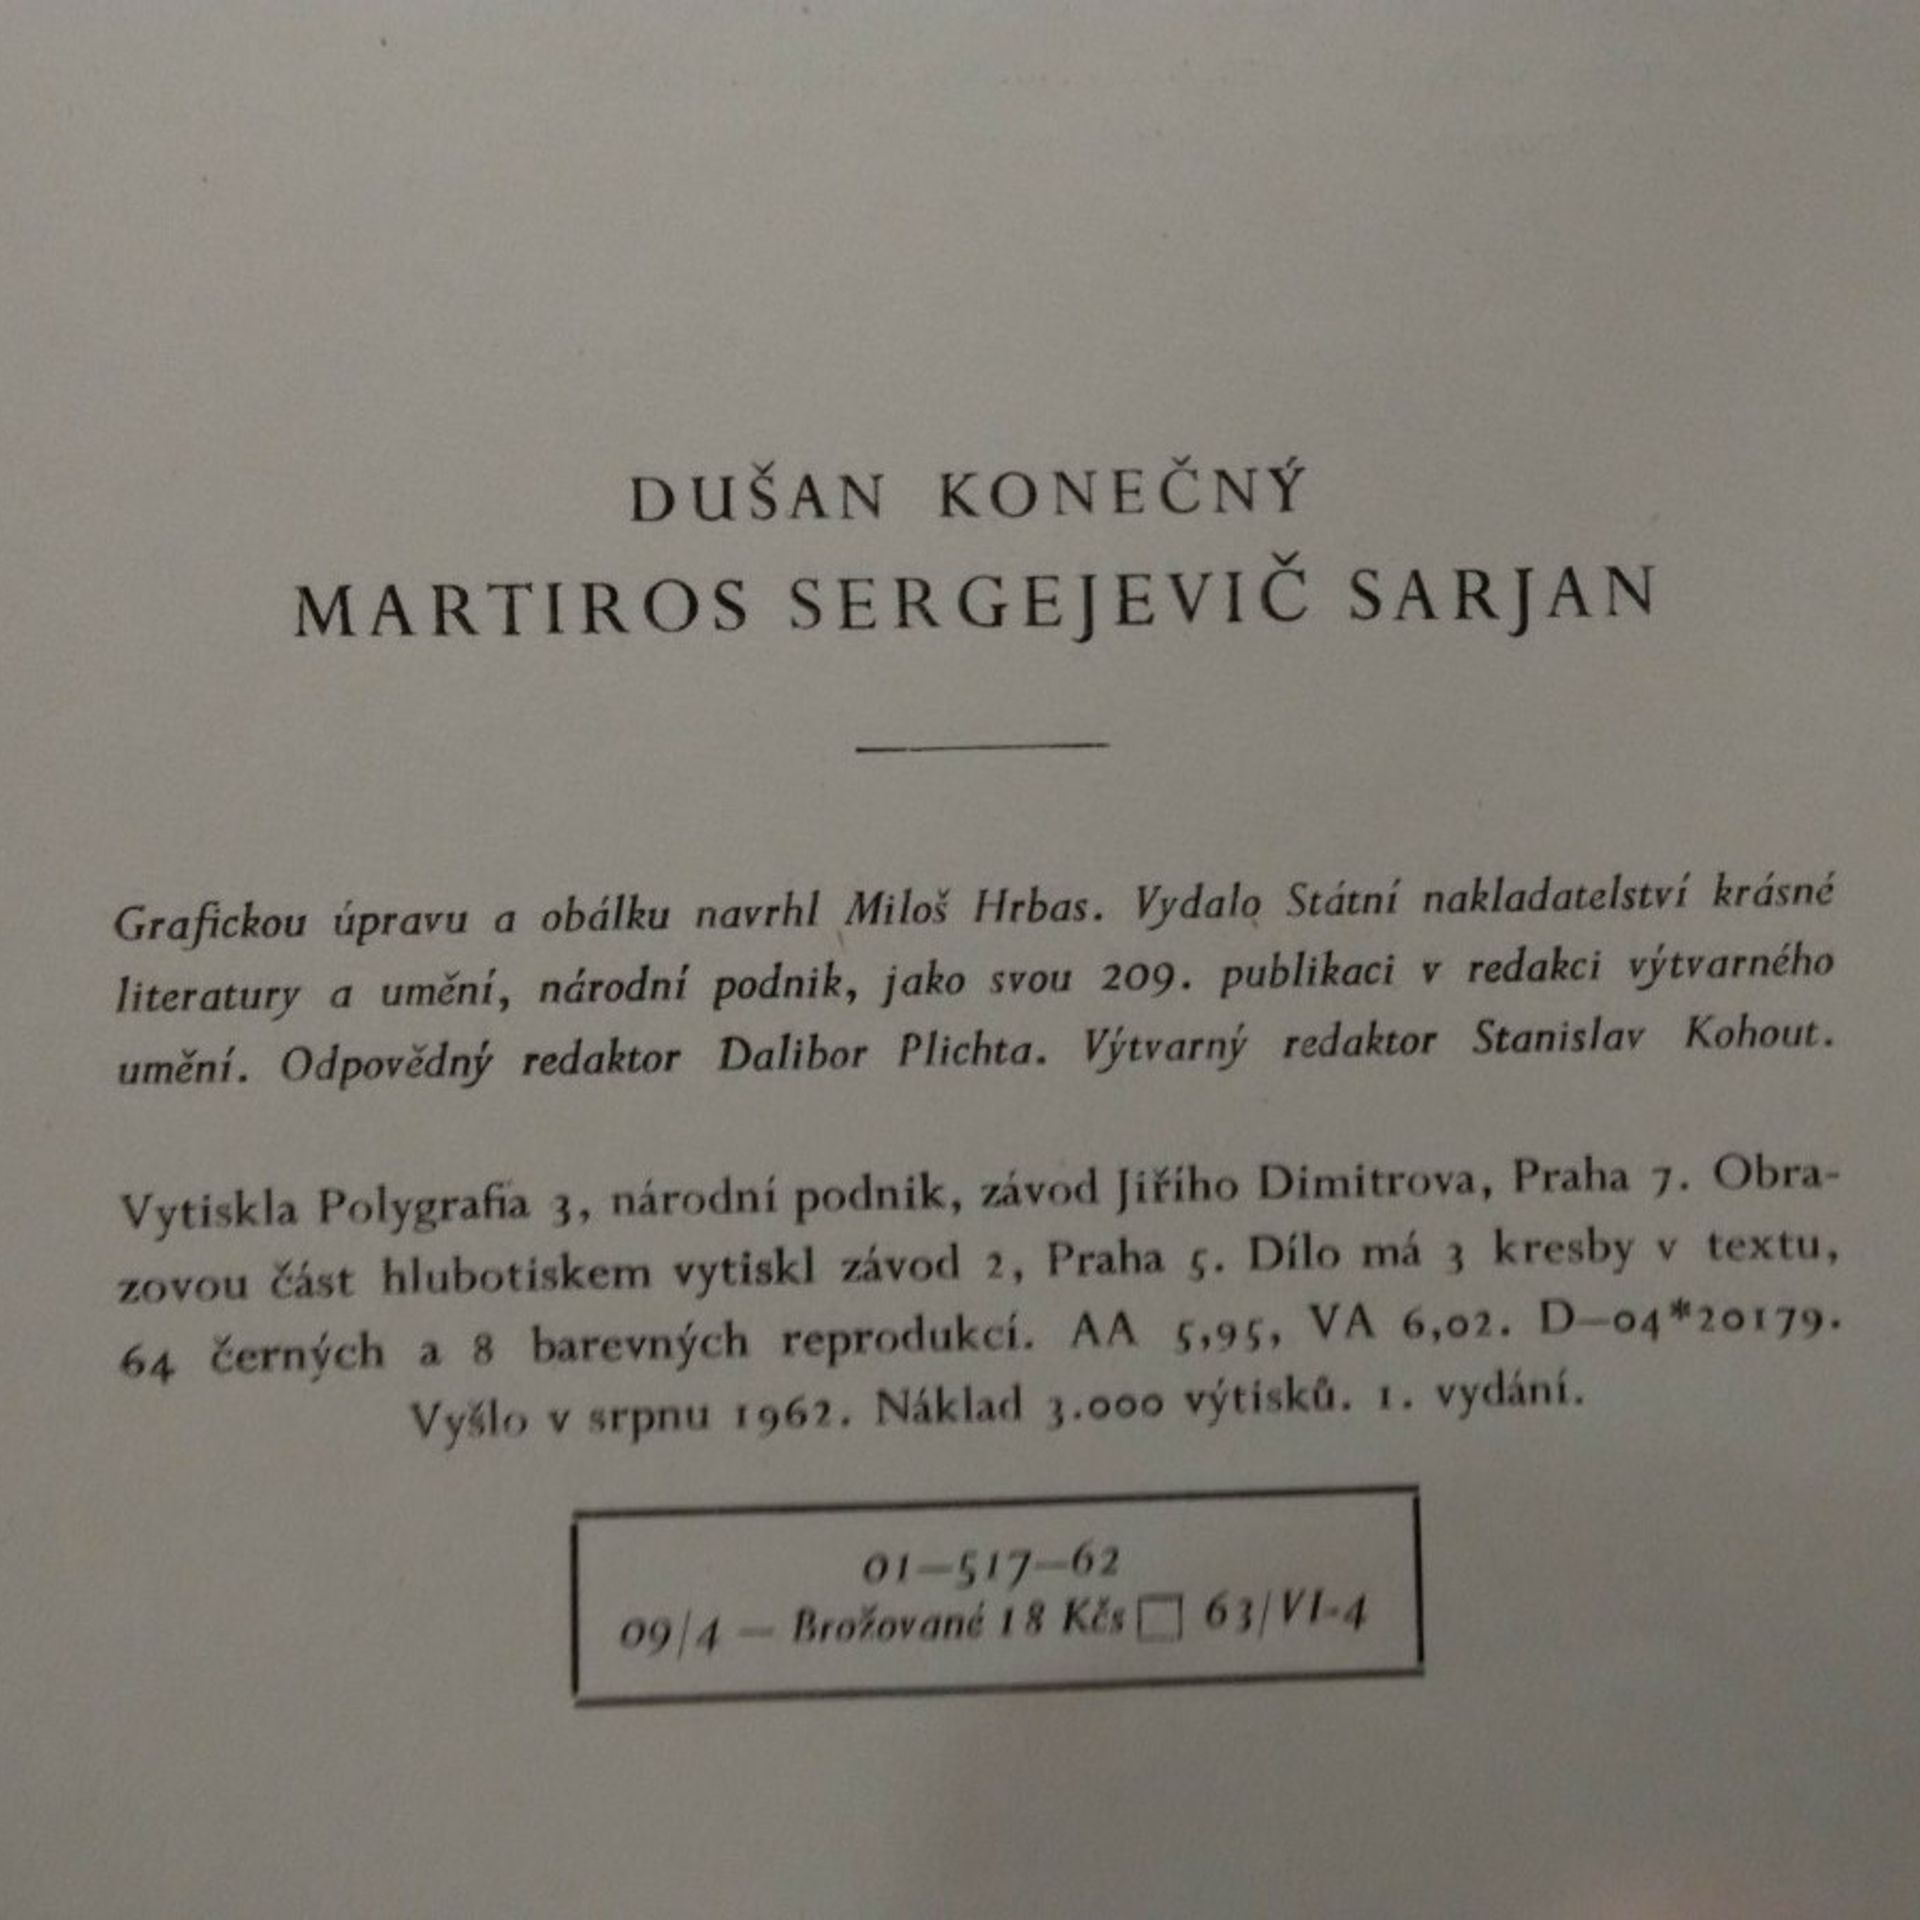 DUŠAN KONEČNÝ
MARTIROS SERGEJEVIČ SARJAN
Grafickou úpravu a obálku navrhl Miloš Hrbas. Vydalo Státní nakladatelství krásné
literatury a umění, národní podnik, jako svou 209. publikaci v redakci výtvarného
umění. Odpovědný redaktor Dalibor Plichta. Výtvarný redaktor Stanislav Kohout.
Vytiskla Polygrafia 3, národní podnik, závod Jiřího Dimitrova, Praha 7. Obra-
zovou část hlubotiskem vytiskl závod 2, Praha 5. Dílo má 3 kresby v textu,
64 černých a 8 barevných reprodukcí. AA 5,95, VA 6,02. D—04*20179.
Vyšlo v srpnu 1962. Náklad 3.000 výtisků. 1. vydání.
01—517—62
09/4 — Brožované 18 Kčs □ 63/VI-4